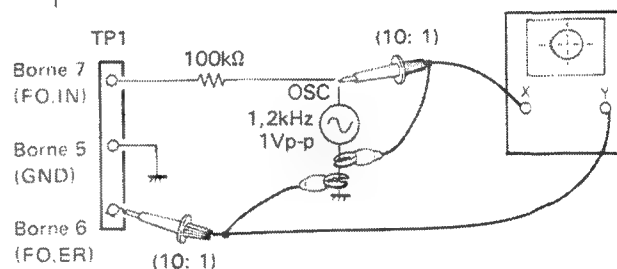 TP1
Borne 7
(FO.IN)
100kΩ
(10: 1)
OSC
1,2kHz
1Vp-p
X
Y
Borne 5
(GND)
Borne 6
(FO.ER)
(10: 1)